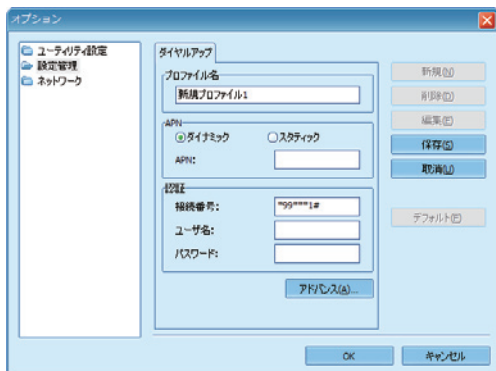 オプション
ユーティリティ設定
設定管理
ネットワーク
ダイヤルアップ
プロファイル名
新規プロファイル1
APN
ダイナミック
スタティック
APN:
認証
接続番号:
*99***1#
ユーザ名:
パスワード:
アドバンス(A)...
新規(N)
削除(D)
編集(E)
保存(S)
取消(U)
デフォルト(F)
OK
キャンセル